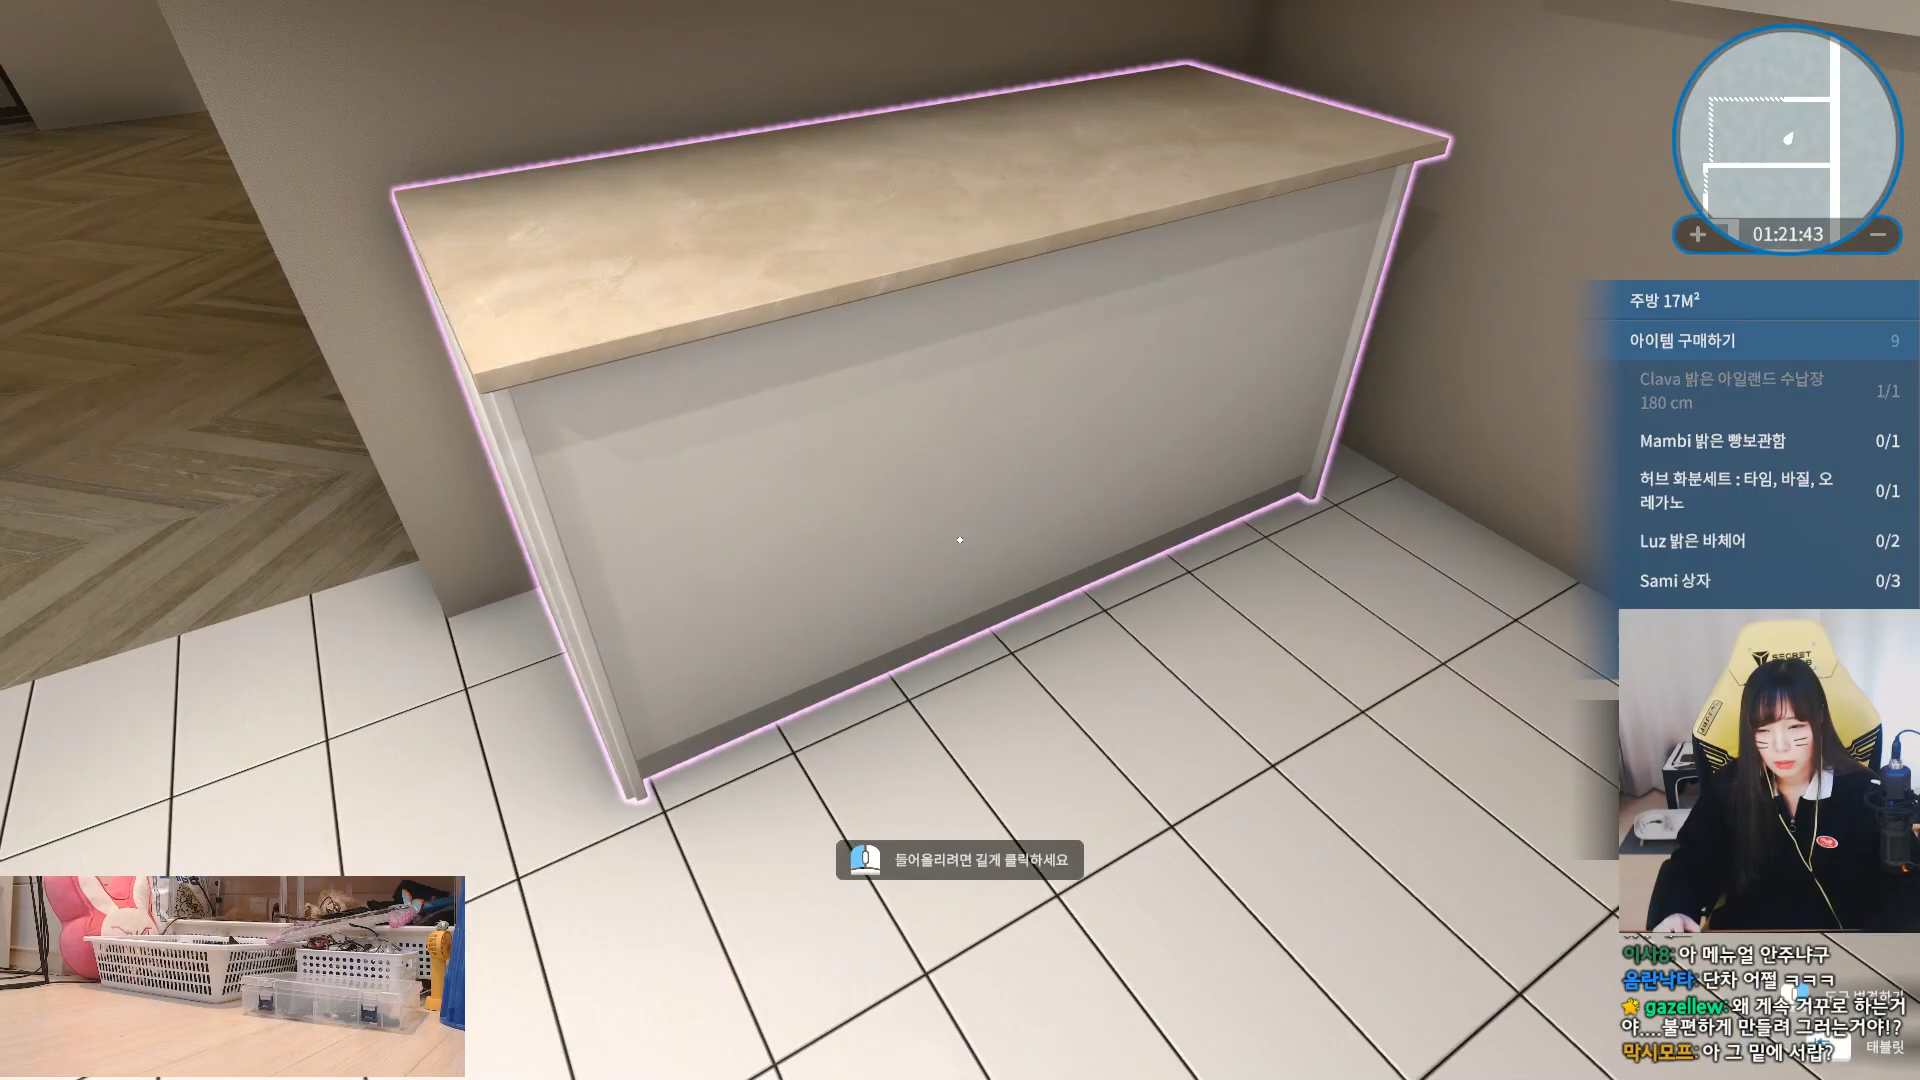 01:21:43
주방 17M²
아이템 구매하기 9
Clava 밝은 아일랜드 수납장
180 cm 1/1
Mambi 밝은 빵보관함 0/1
허브 화분세트 : 타임, 바질, 오
레가노 0/1
Luz 밝은 바체어 0/2
Sami 상자 0/3
SECRET
들어올리려면 길게 클릭하세요
이사8: 아 메뉴얼 안주냐구
음란낙타: 단차 어쩔 ㅋㅋㅋ
gazellew: 왜 게속 거꾸로 하는거
야....불편하게 만들려 그러는거야!?
막시모프: 아 그 밑에 서랍?
태블릿